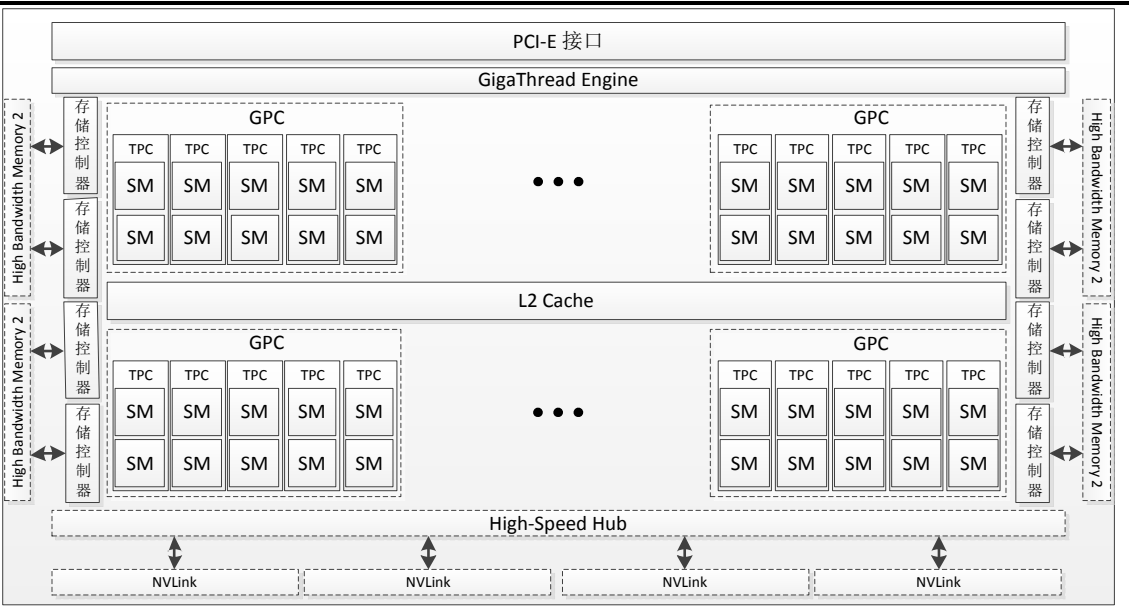 PCI-E 接口
GigaThread Engine
High Bandwidth Memory 2
存储控制器
GPC
TPC TPC TPC TPC TPC
SM SM SM SM SM
SM SM SM SM SM
GPC
TPC TPC TPC TPC TPC
SM SM SM SM SM
SM SM SM SM SM
存储控制器
High Bandwidth Memory 2
存储控制器
存储控制器
L2 Cache
High Bandwidth Memory 2
存储控制器
GPC
TPC TPC TPC TPC TPC
SM SM SM SM SM
SM SM SM SM SM
GPC
TPC TPC TPC TPC TPC
SM SM SM SM SM
SM SM SM SM SM
存储控制器
High Bandwidth Memory 2
存储控制器
存储控制器
High-Speed Hub
NVLink NVLink NVLink NVLink